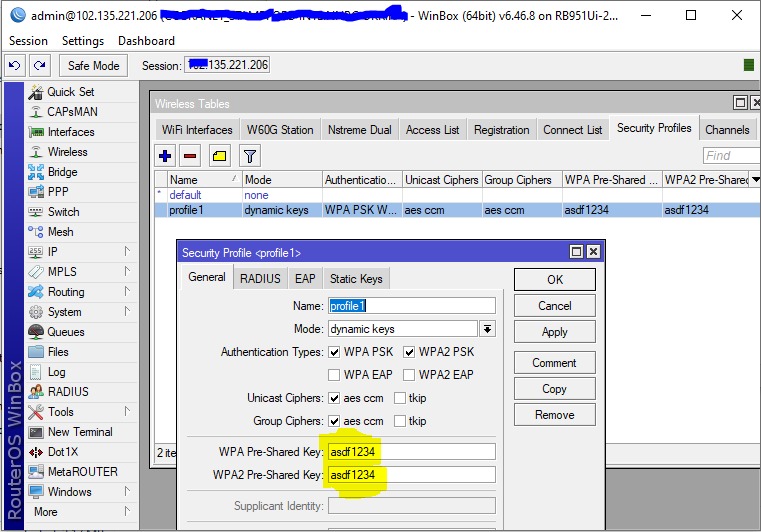 admin@102.135.221.206 - WinBox (64bit) v6.46.8 on RB951Ui-2...
Session Settings Dashboard
Safe Mode Session: .135.221.206
Quick Set
CAPsMAN
Interfaces
Wireless
Bridge
PPP
Switch
Mesh
IP
MPLS
Routing
System
Queues
Files
Log
RADIUS
Tools
New Terminal
Dot1X
MetaROUTER
Windows
More
RouterOS WinBox
Wireless Tables
WiFi Interfaces W60G Station Nstreme Dual Access List Registration Connect List Security Profiles Channels
Find
Name / Mode Authenticatio... Unicast Ciphers Group Ciphers WPA Pre-Shared ... WPA2 Pre-Shared
* default none
profile1 dynamic keys WPA PSK W... aes ccm aes ccm asdf1234 asdf1234
2 ite
Security Profile <profile1>
General RADIUS EAP Static Keys
Name: profile1
Mode: dynamic keys
Authentication Types: WPA PSK WPA2 PSK
WPA EAP WPA2 EAP
Unicast Ciphers: aes ccm tkip
Group Ciphers: aes ccm tkip
WPA Pre-Shared Key: asdf1234
WPA2 Pre-Shared Key: asdf1234
Supplicant Identity:
OK
Cancel
Apply
Comment
Copy
Remove